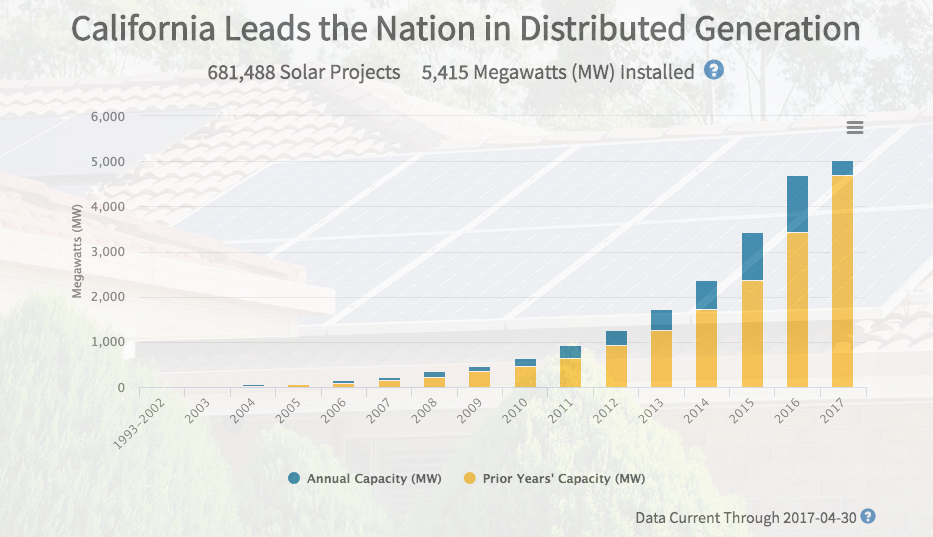 California Leads the Nation in Distributed Generation
681,488 Solar Projects 5,415 Megawatts (MW) Installed ?
6,000
5,000
4,000
3,000
2,000
1,000
0
Megawatts (MW)
1993-2002 2003 2004 2005 2006 2007 2008 2009 2010 2011 2012 2013 2014 2015 2016 2017
Annual Capacity (MW) Prior Years' Capacity (MW)
Data Current Through 2017-04-30 ?